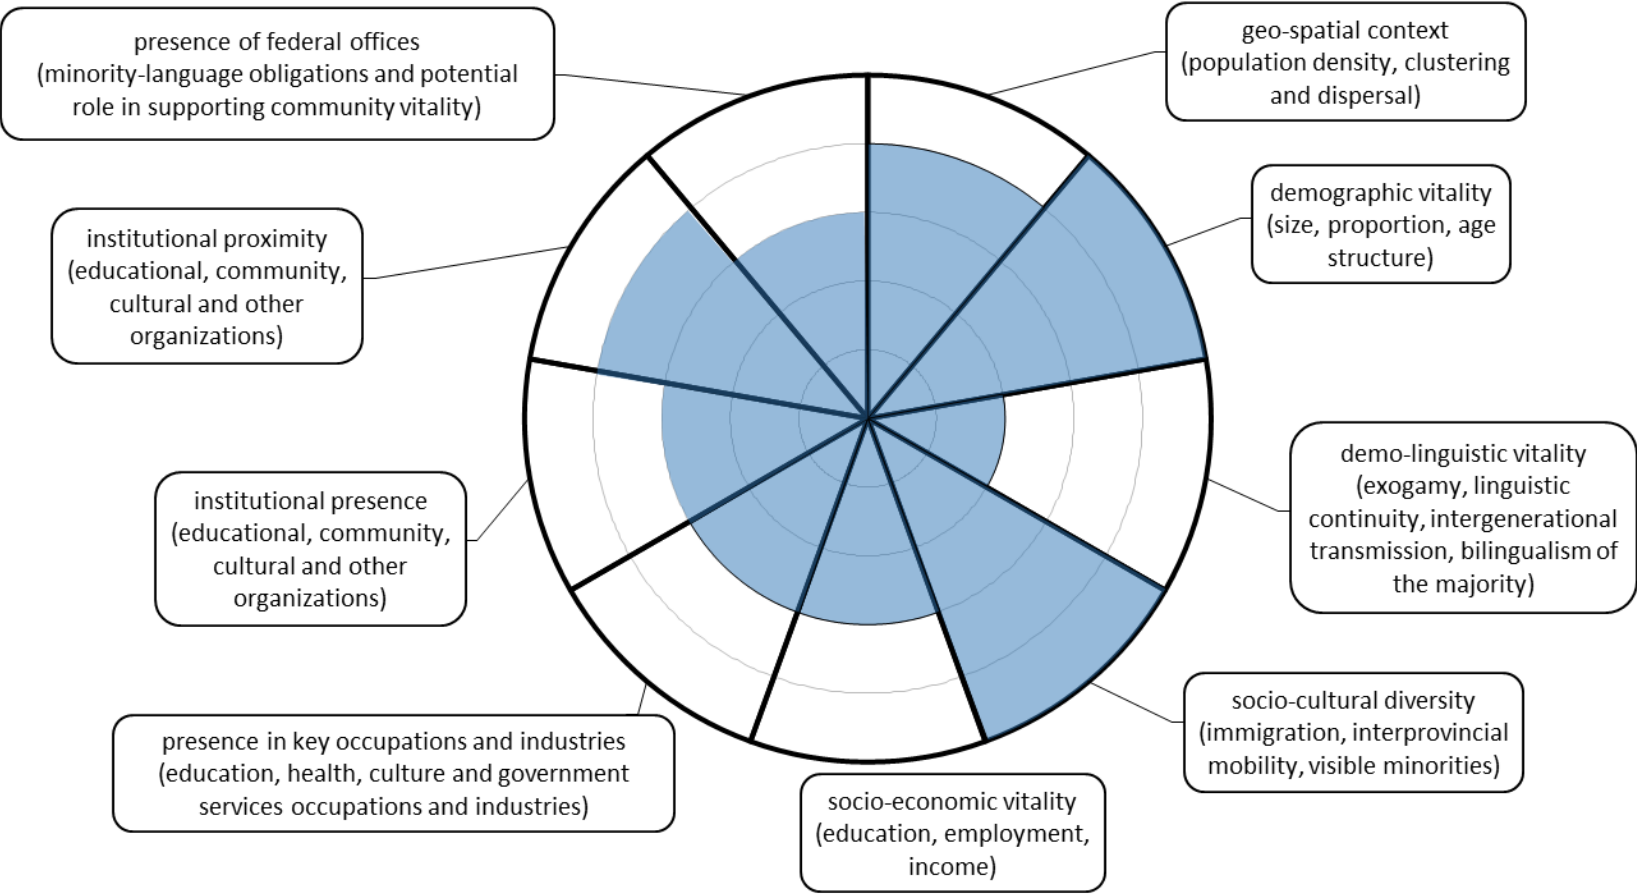 presence of federal offices
(minority-language obligations and potential
role in supporting community vitality)
geo-spatial context
(population density, clustering
and dispersal)
demographic vitality
(size, proportion, age
structure)
institutional proximity
(educational, community,
cultural and other
organizations)
demo-linguistic vitality
(exogamy, linguistic
continuity, intergenerational
transmission, bilingualism of
the majority)
institutional presence
(educational, community,
cultural and other
organizations)
socio-cultural diversity
(immigration, interprovincial
mobility, visible minorities)
presence in key occupations and industries
(education, health, culture and government
services occupations and industries)
socio-economic vitality
(education, employment,
income)